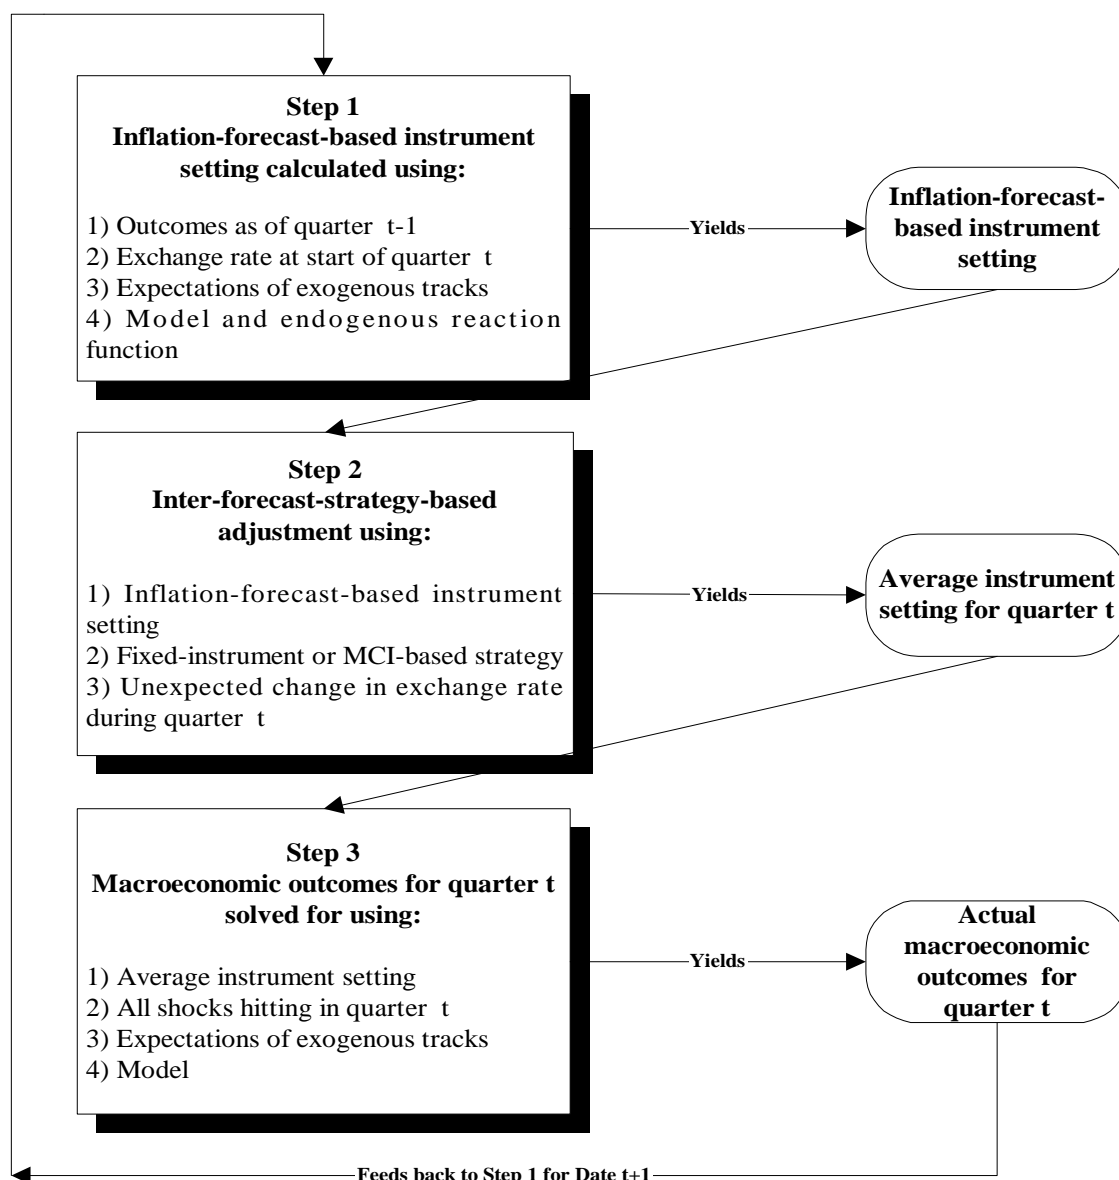 Step 1
Inflation-forecast-based instrument
setting calculated using:
1) Outcomes as of quarter t-1
2) Exchange rate at start of quarter t
3) Expectations of exogenous tracks
4) Model and endogenous reaction
function
Yields
Inflation-forecast-
based instrument
setting
Step 2
Inter-forecast-strategy-based
adjustment using:
1) Inflation-forecast-based instrument
setting
2) Fixed-instrument or MCI-based strategy
3) Unexpected change in exchange rate
during quarter t
Yields
Average instrument
setting for quarter t
Step 3
Macroeconomic outcomes for quarter t
solved for using:
1) Average instrument setting
2) All shocks hitting in quarter t
3) Expectations of exogenous tracks
4) Model
Yields
Actual
macroeconomic
outcomes for
quarter t
Feeds back to Step 1 for Date t+1